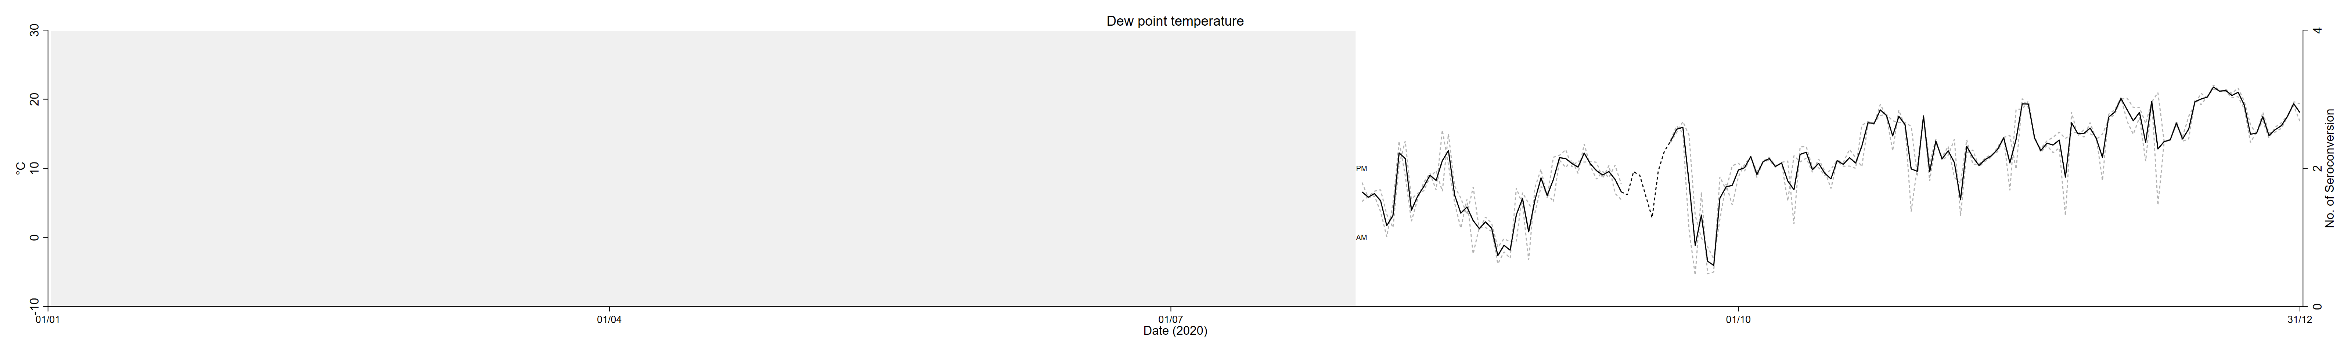 Dew point temperature
30
20
10
0
-10
°C
4
2
0
No. of Seroconversion
PM
AM
01/01
01/04
01/07
01/10
31/12
Date (2020)